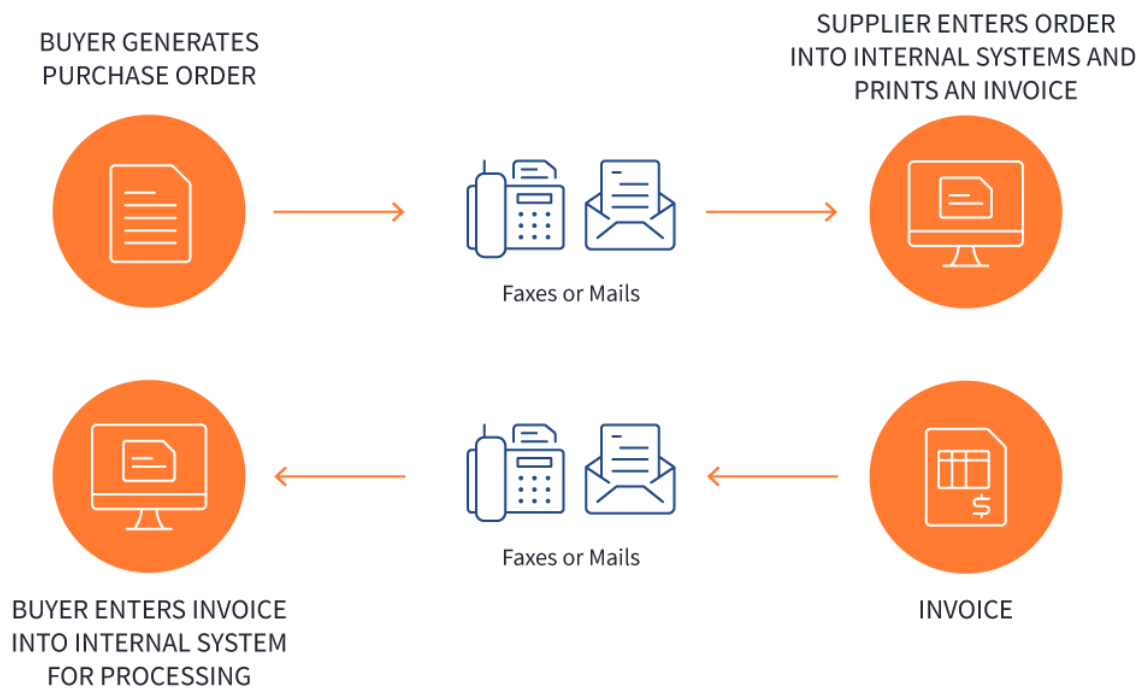 BUYER GENERATES
PURCHASE ORDER
SUPPLIER ENTERS ORDER
INTO INTERNAL SYSTEMS AND
PRINTS AN INVOICE
Faxes or Mails
$
Faxes or Mails
BUYER ENTERS INVOICE
INTO INTERNAL SYSTEM
FOR PROCESSING
INVOICE